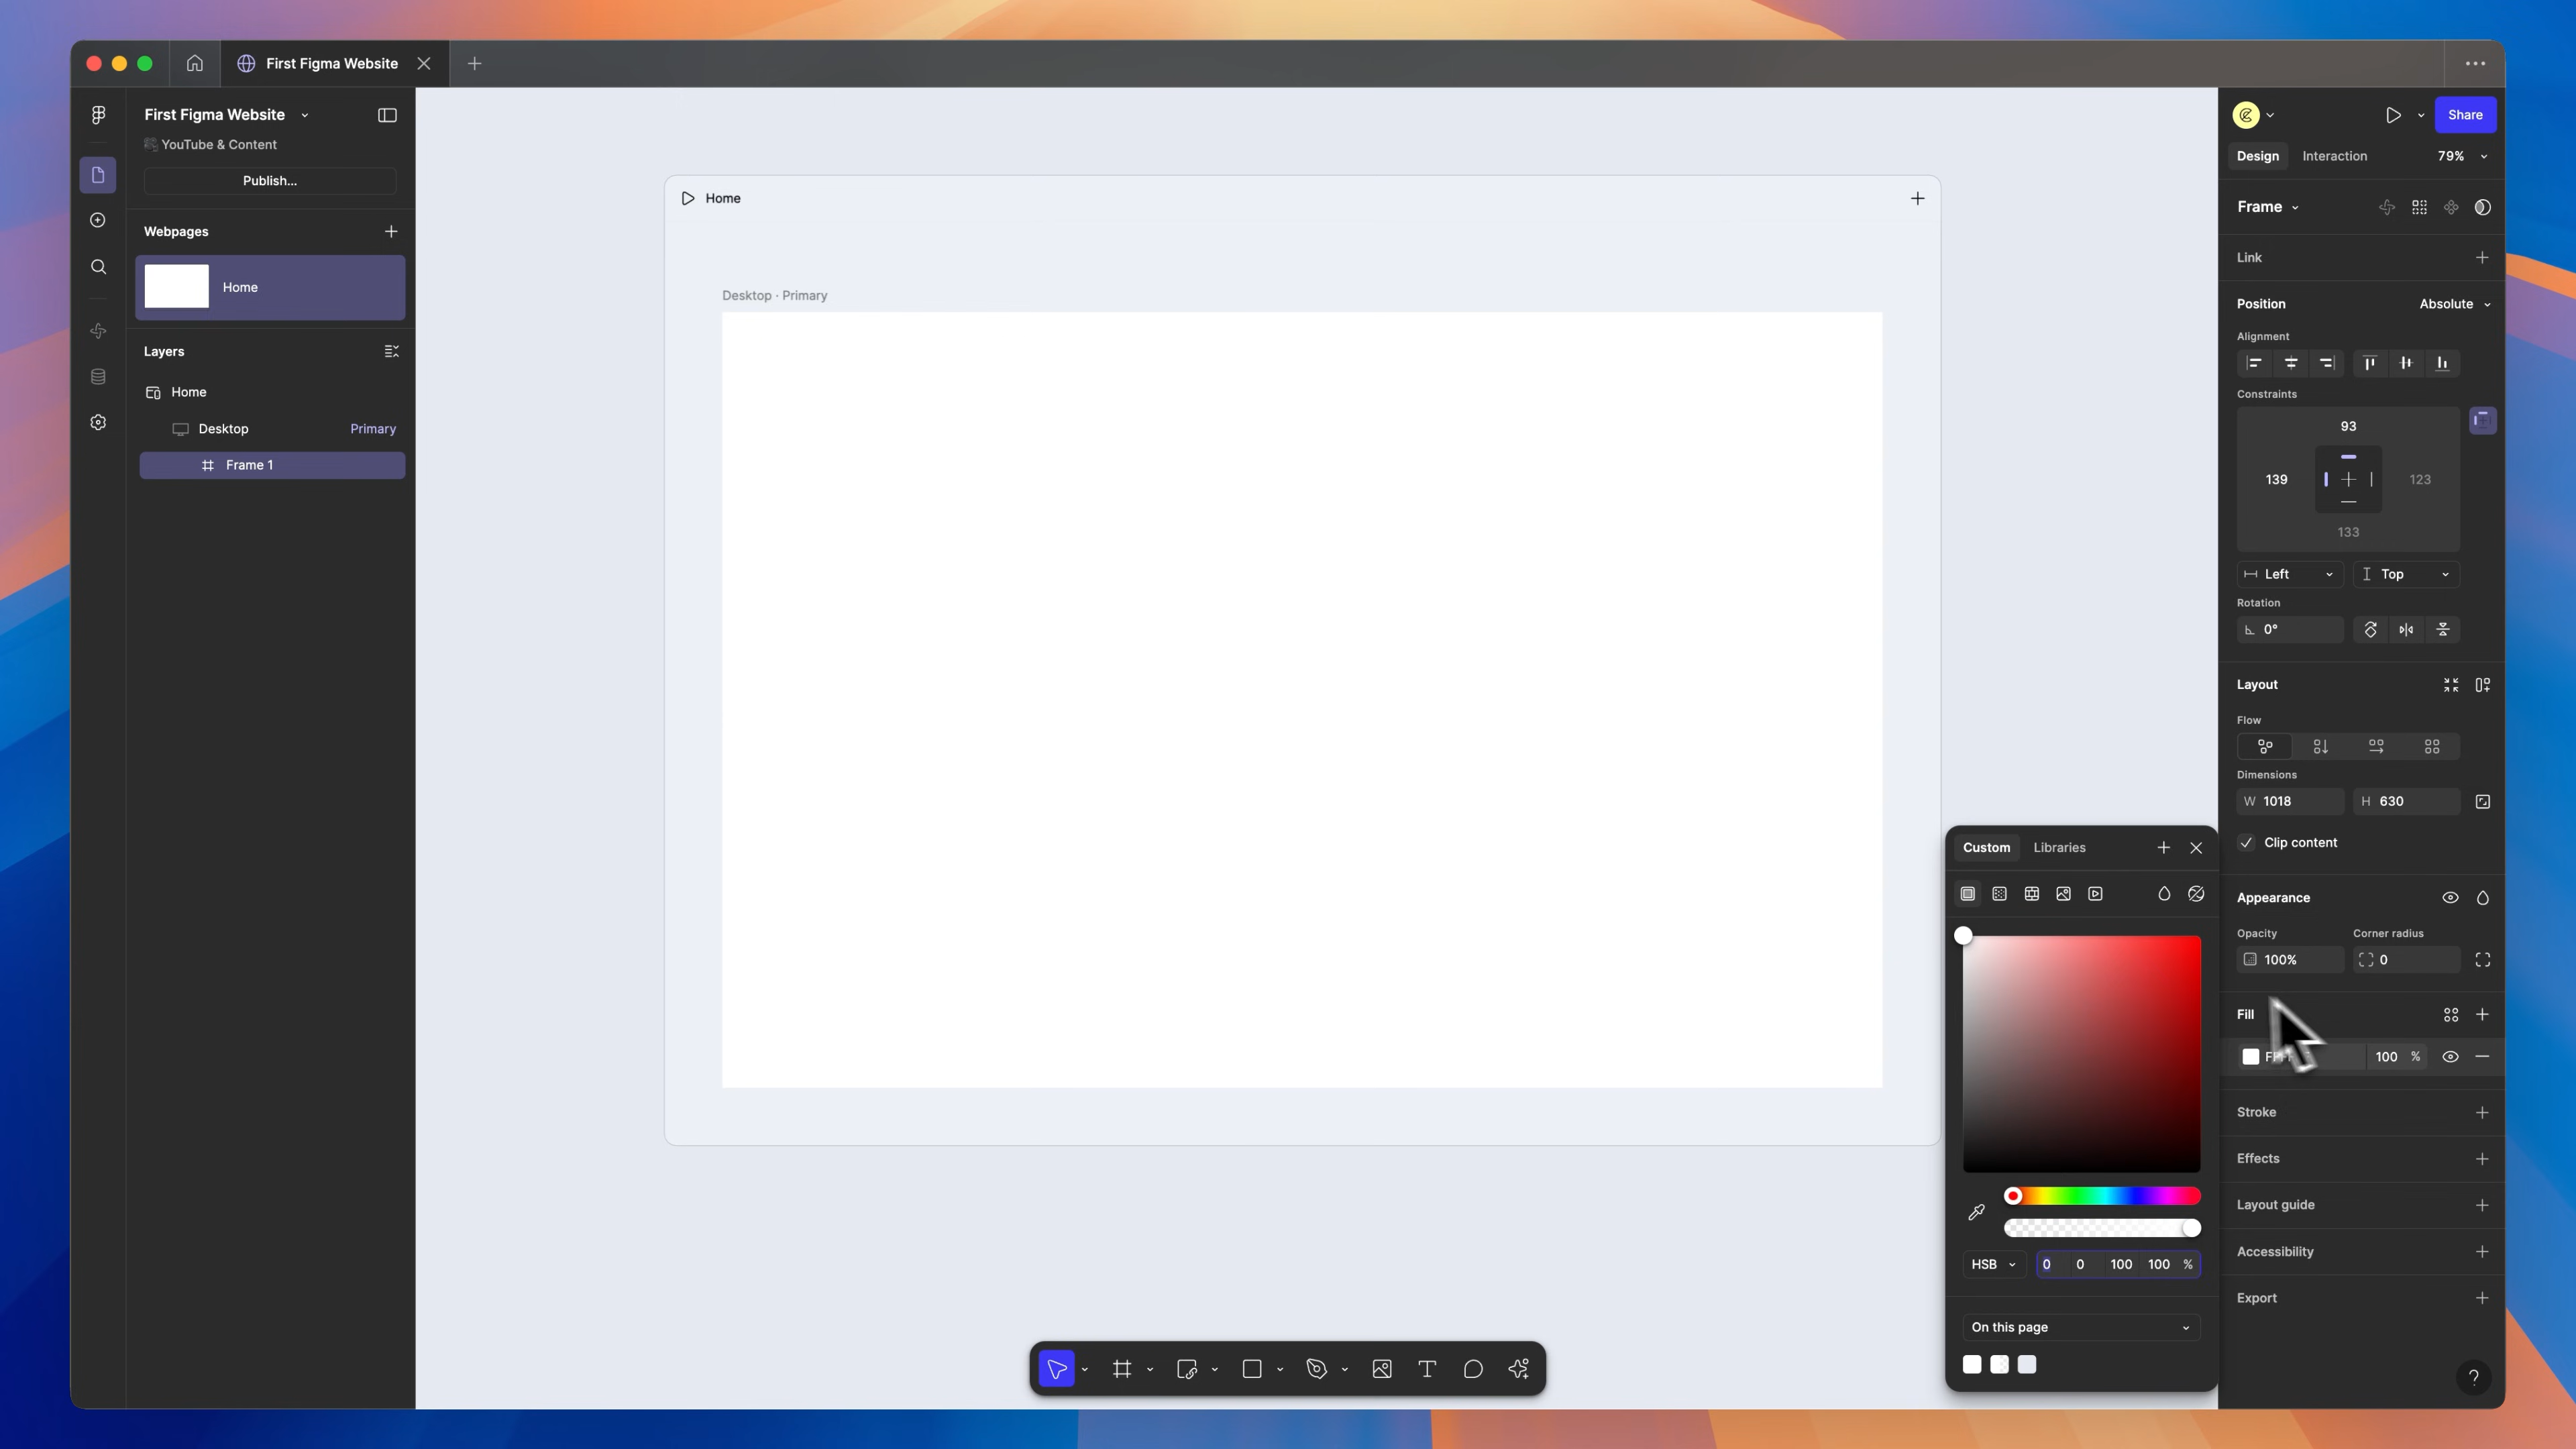 First Figma Website
First Figma Website
YouTube & Content
Publish...
Webpages
Home
Layers
Home
Desktop Primary
Frame 1
Home
Desktop · Primary
Share
Design Interaction 79%
Frame
Link
Position Absolute
Alignment
Constraints
93
139 123
133
Left Top
Rotation
0°
Layout
Flow
Dimensions
W 1018 H 630
Clip content
Appearance
Opacity Corner radius
100% 0
Fill
100 %
Stroke
Effects
Layout guide
Accessibility
Export
Custom Libraries
HSB 0 0 100 100 %
On this page
?